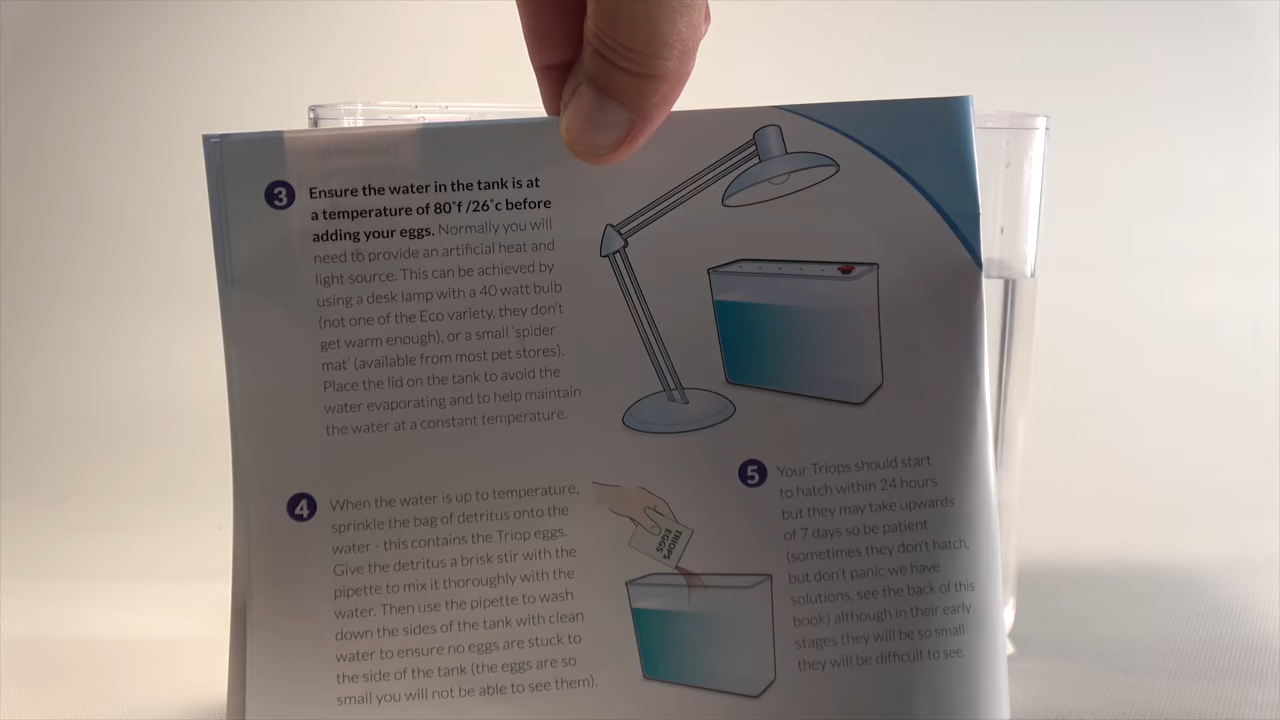 3
Ensure the water in the tank is at
a temperature of 80°f /26°c before
adding your eggs. Normally you will
need to provide an artificial heat and
light source. This can be achieved by
using a desk lamp with a 40 watt bulb
(not one of the Eco variety, they don't
get warm enough), or a small 'spider
mat' (available from most pet stores).
Place the lid on the tank to avoid the
water evaporating and to help maintain
the water at a constant temperature.
4
When the water is up to temperature,
sprinkle the bag of detritus onto the
water - this contains the Triop eggs.
Give the detritus a brisk stir with the
pipette to mix it thoroughly with the
water. Then use the pipette to wash
down the sides of the tank with clean
water to ensure no eggs are stuck to
the side of the tank (the eggs are so
small you will not be able to see them).
TRIOPS
EGGS
5
Your Triops should start
to hatch within 24 hours
but they may take upwards
of 7 days so be patient
(sometimes they don't hatch,
but don't panic we have
solutions, see the back of this
book) although in their early
stages they will be so small
they will be difficult to see.